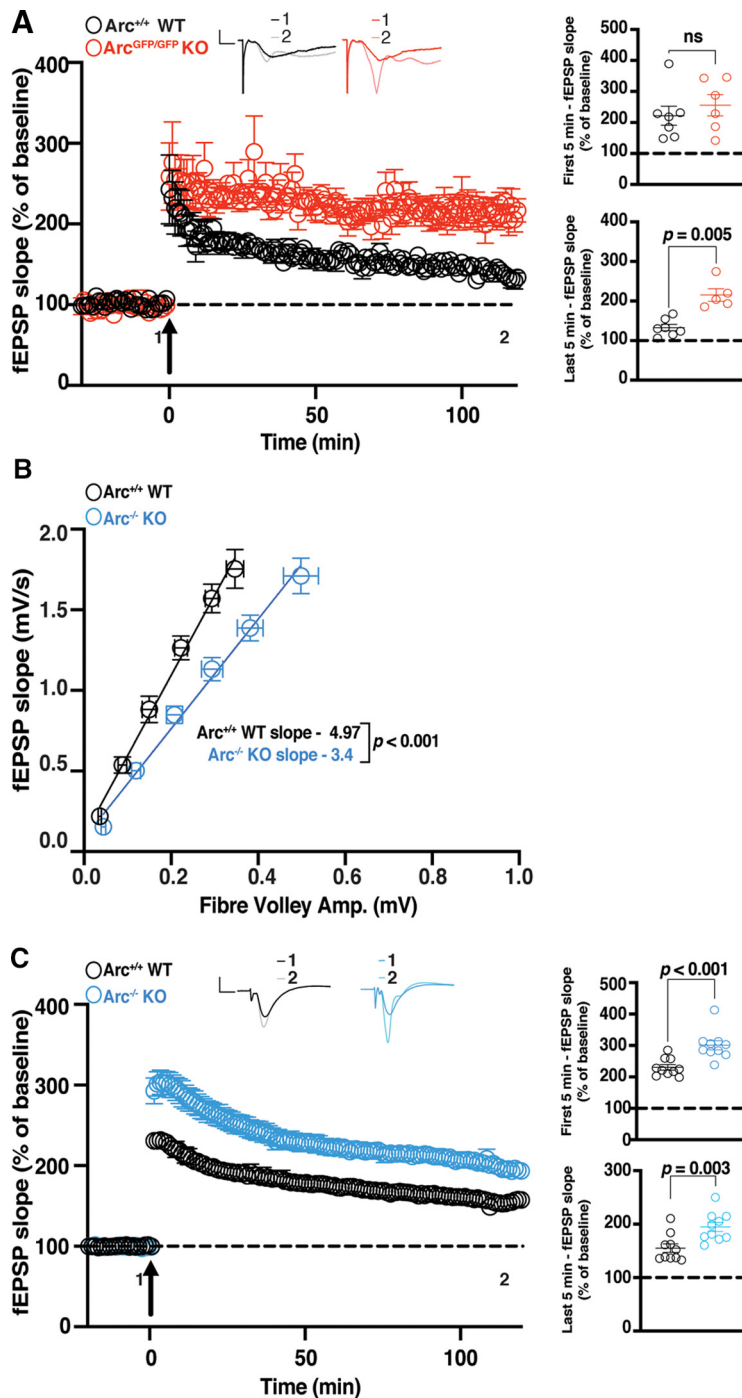 A
Arc+/+ WT
ArcGFP/GFP KO
1
2
1
2
fEPSP slope (% of baseline)
400
300
200
100
0
1
2
0
50
100
Time (min)
ns
First 5 min - fEPSP slope
(% of baseline)
500
400
300
200
100
0
p = 0.005
Last 5 min - fEPSP slope
(% of baseline)
400
300
200
100
0
B
Arc+/+ WT
Arc-/- KO
fEPSP slope (mV/s)
2.0
1.5
1.0
0.5
0.0
Arc+/+ WT slope - 4.97
Arc-/- KO slope - 3.4
p < 0.001
0.0
0.2
0.4
0.6
0.8
1.0
Fibre Volley Amp. (mV)
C
Arc+/+ WT
Arc-/- KO
1
2
1
2
fEPSP slope (% of baseline)
400
300
200
100
0
1
2
0
50
100
Time (min)
p < 0.001
First 5 min - fEPSP slope
(% of baseline)
500
400
300
200
100
0
p = 0.003
Last 5 min - fEPSP slope
(% of baseline)
300
200
100
0